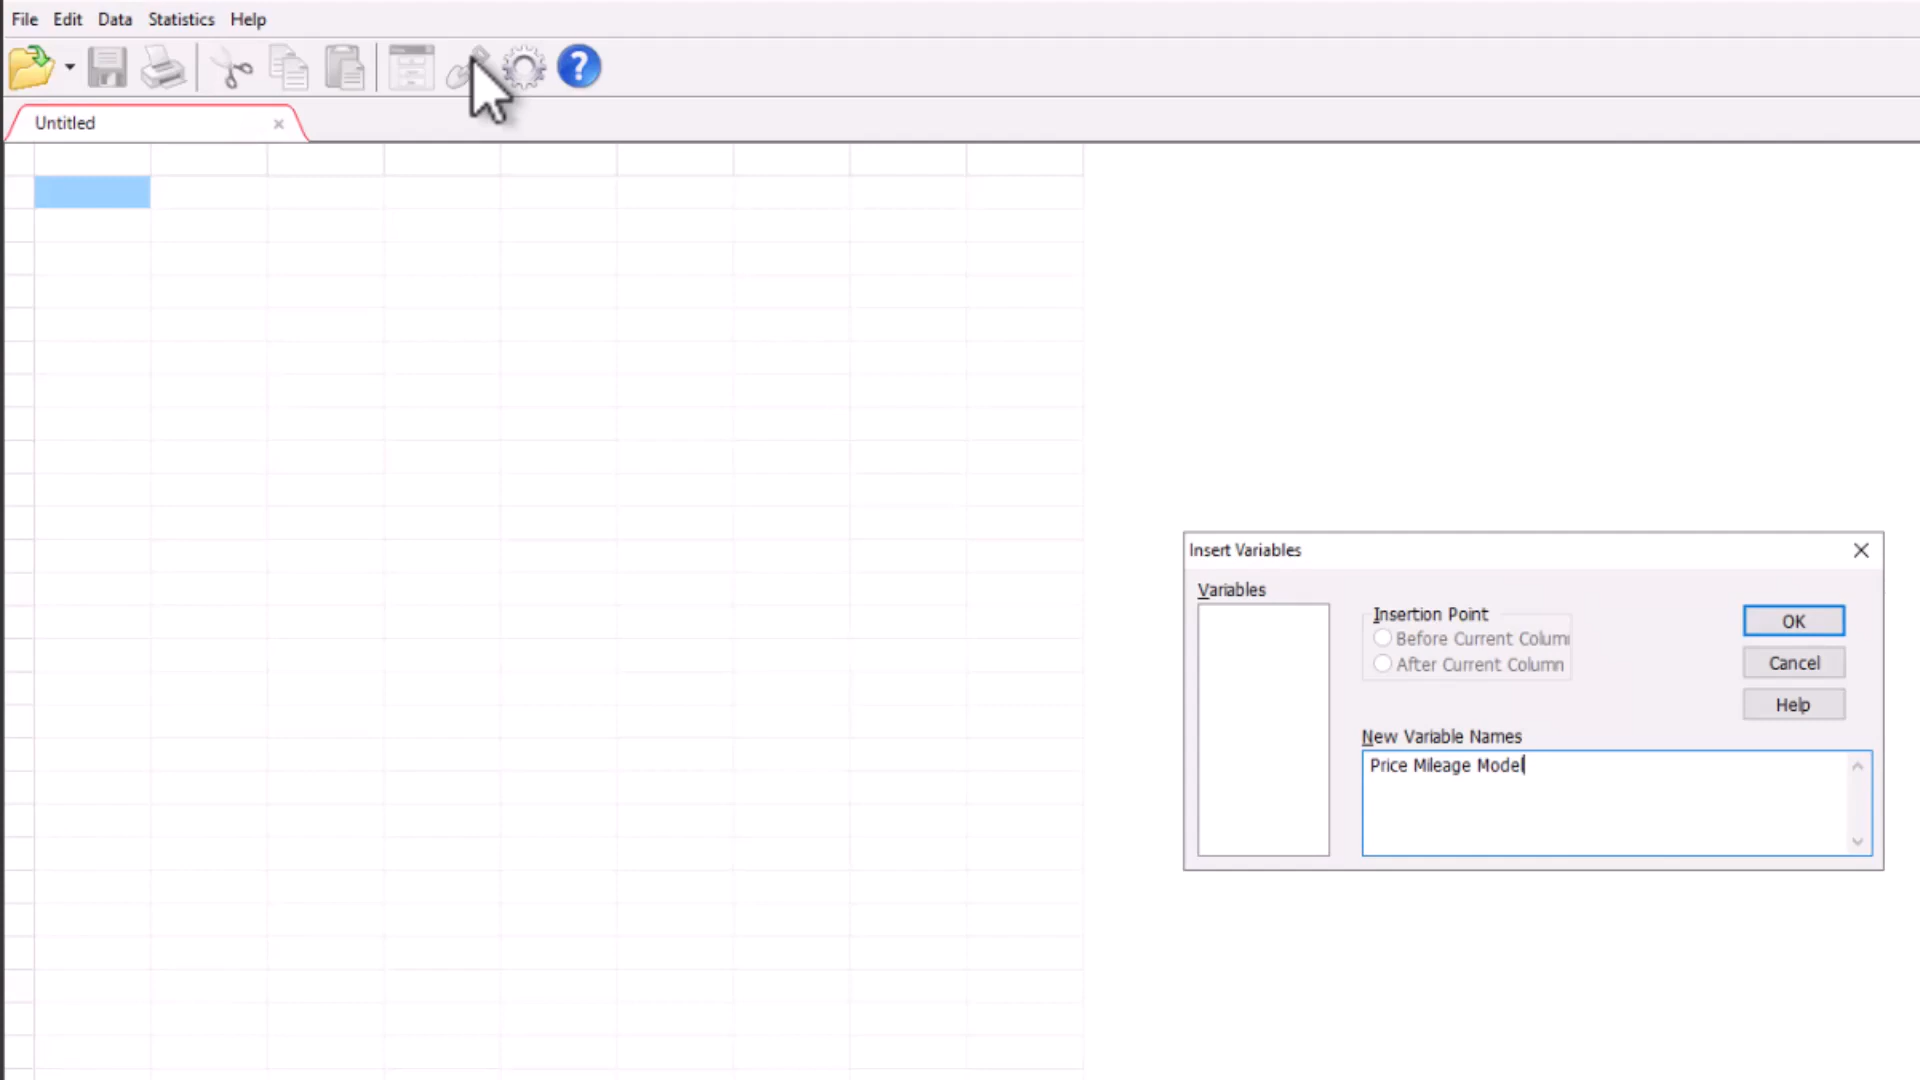 File Edit Data Statistics Help
?
Untitled
Insert Variables
Variables
Insertion Point
Before Current Colum
After Current Column
OK
Cancel
Help
New Variable Names
Price Mileage Model